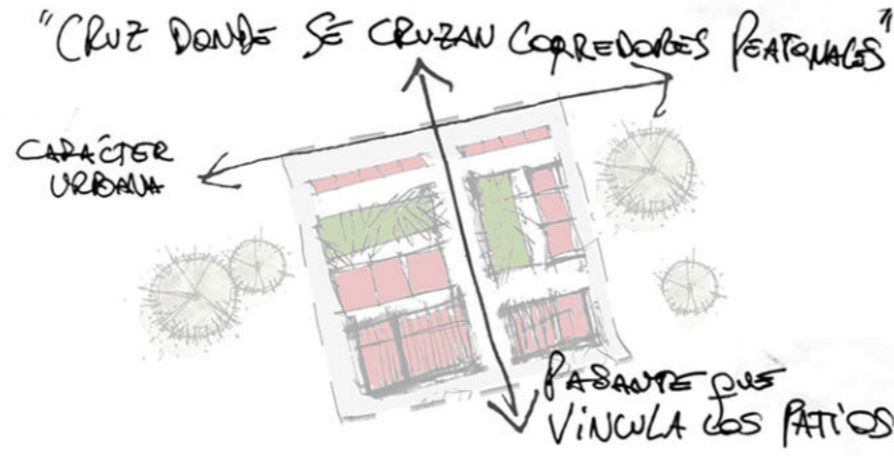 "CRUZ DONDE SE CRUZAN CORREDORES PEATONALES"
CARÁCTER
URBANA
PASANTE QUE
VINCULA LOS PATIOS